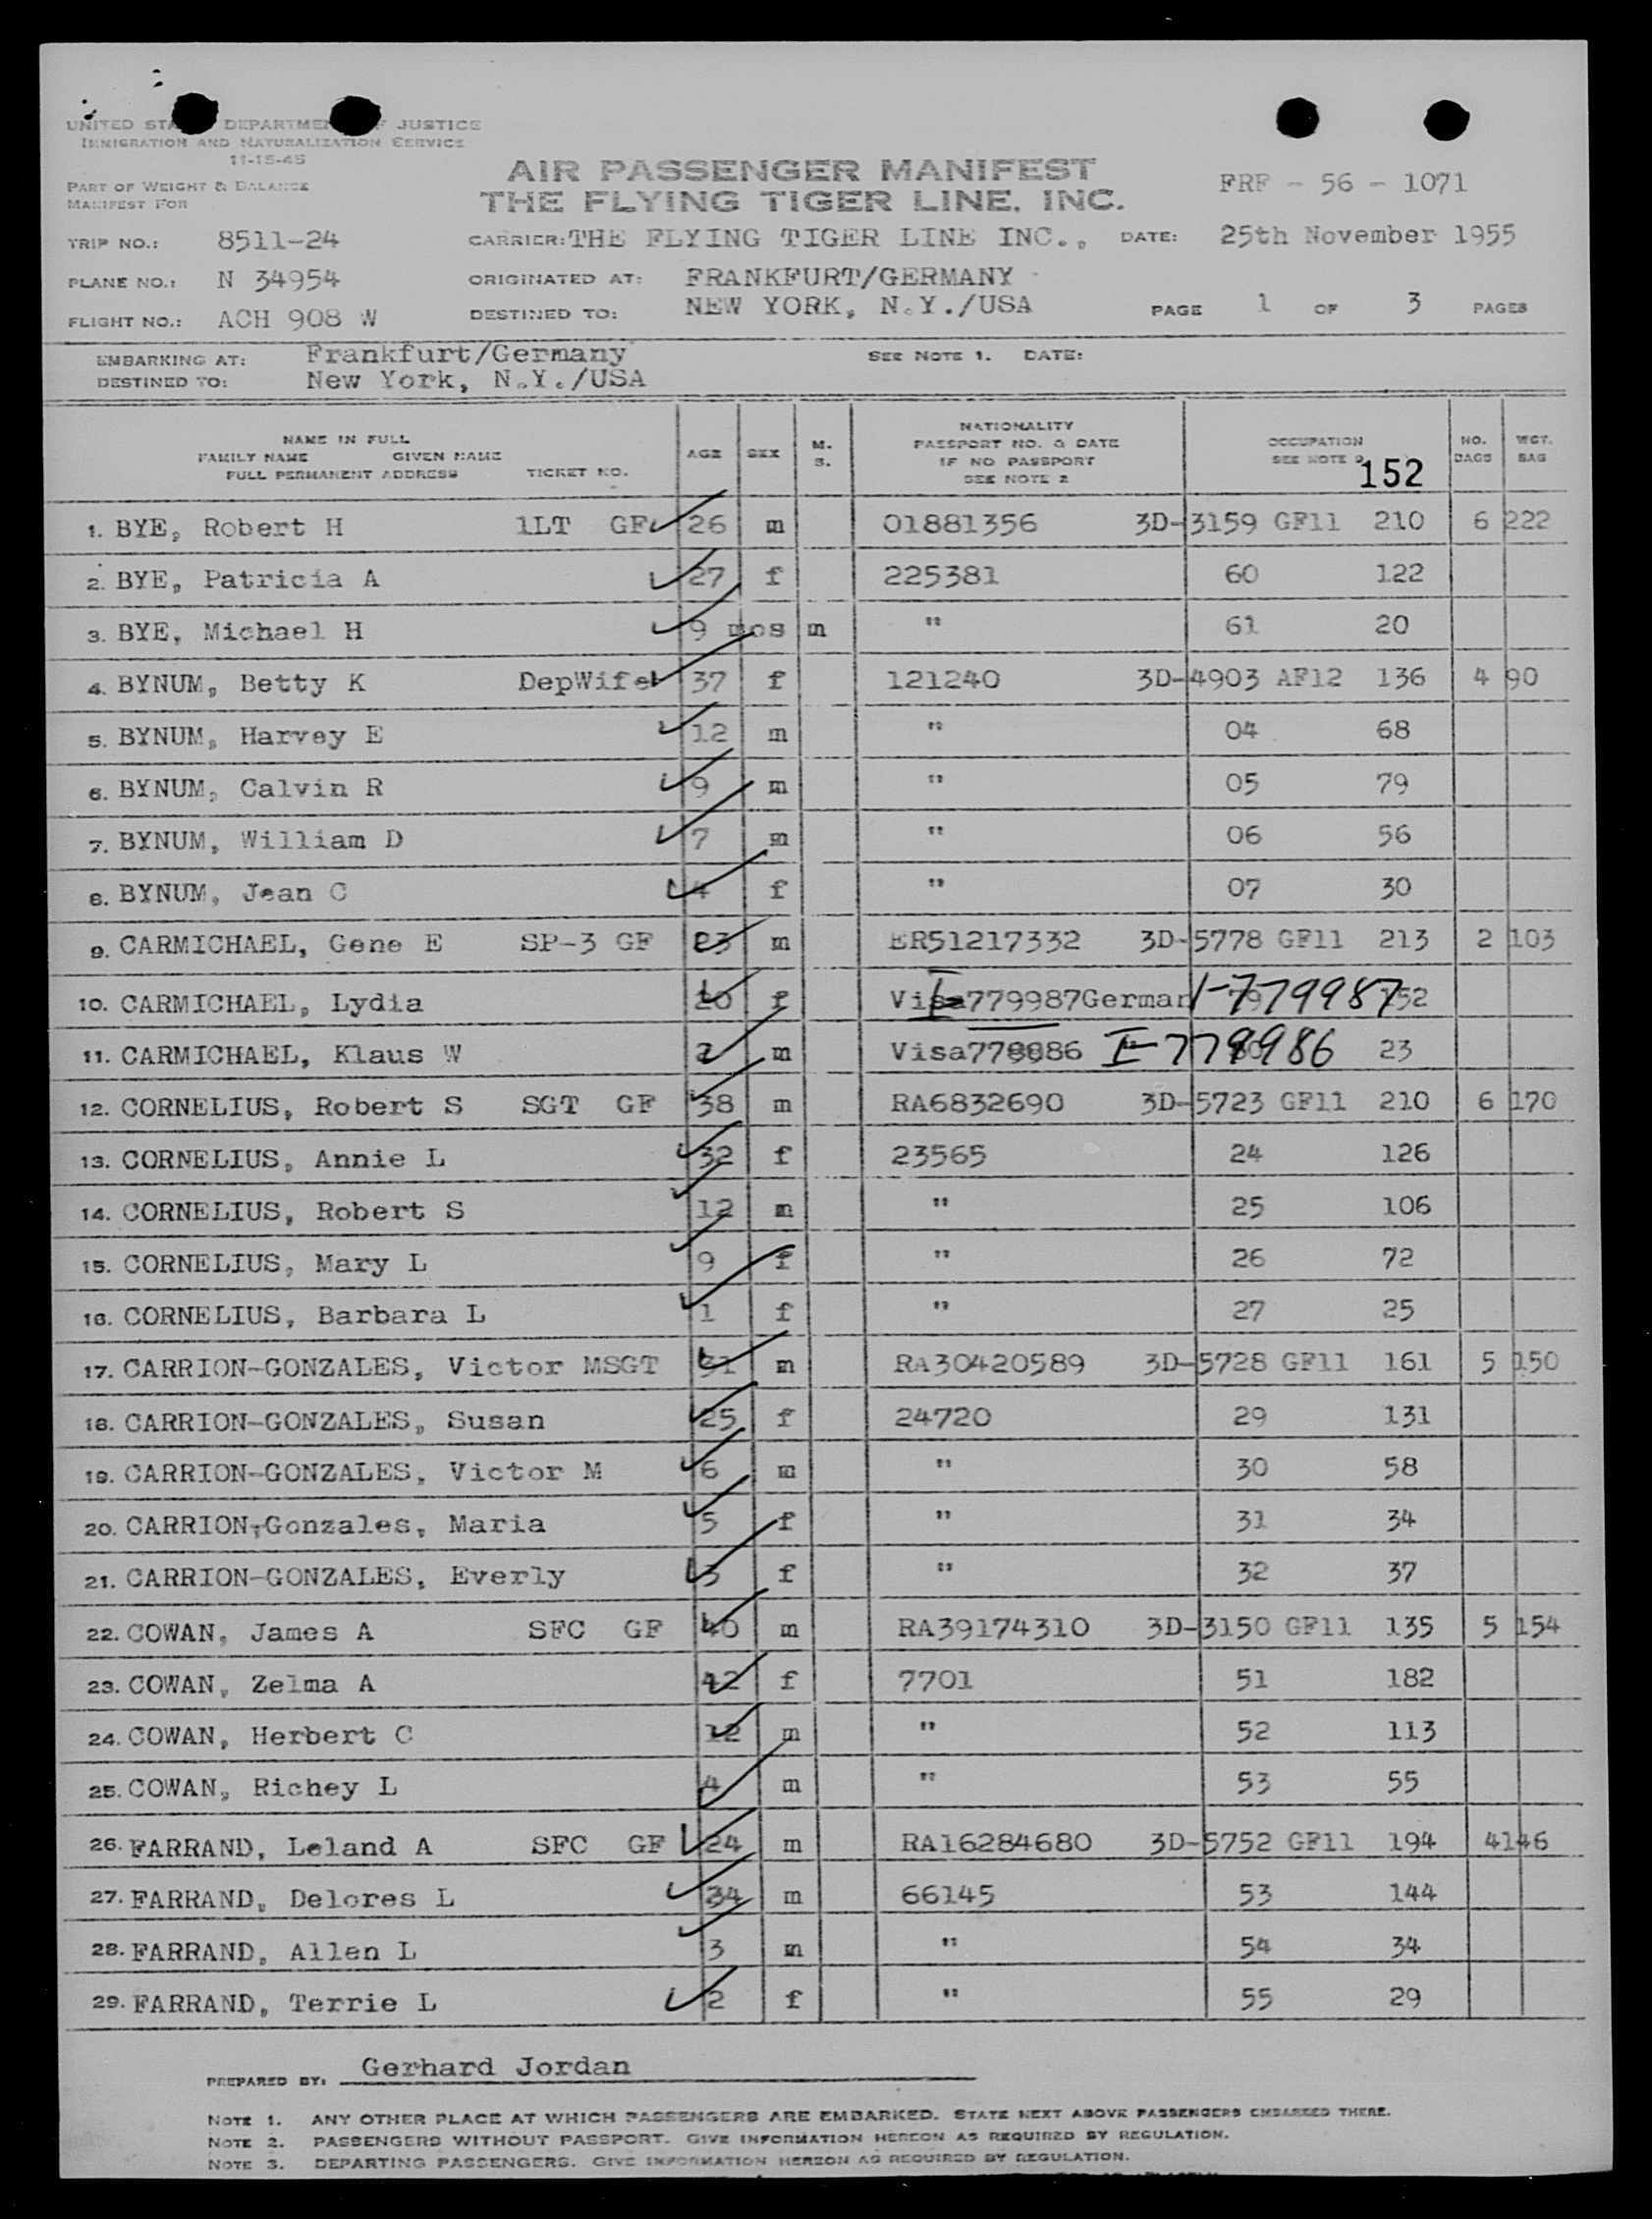 UNITED STA DEPARTME F JUSTICE
IMMIGRATION AND NATURALIZATION SERVICE
11-15-45
PART OF WEIGHT & BALANCE
MANIFEST FOR
AIR PASSENGER MANIFEST
THE FLYING TIGER LINE, INC.
FRF - 56 - 1071
TRIP NO.: 8511-24 CARRIER: THE FLYING TIGER LINE INC., DATE: 25th November 1955
PLANE NO.: N 34954 ORIGINATED AT: FRANKFURT/GERMANY
FLIGHT NO.: ACH 908 W DESTINED TO: NEW YORK, N.Y./USA PAGE 1 OF 3 PAGES
EMBARKING AT: Frankfurt/Germany SEE NOTE 1. DATE:
DESTINED TO: New York, N.Y./USA
NAME IN FULL
FAMILY NAME GIVEN NAME
FULL PERMANENT ADDRESS TICKET NO. AGE SEX M. S. NATIONALITY PASSPORT NO. & DATE IF NO PASSPORT SEE NOTE 2 OCCUPATION SEE NOTE 152 NO. BAGS WGT. BAG
1. BYE, Robert H 1LT GF 26 m 01881356 3D-3159 GF11 210 6 222
2. BYE, Patricia A 27 f 225381 60 122
3. BYE, Michael H 9 mos m " 61 20
4. BYNUM, Betty K DepWife 37 f 121240 3D-4903 AF12 136 4 90
5. BYNUM, Harvey E 12 m " 04 68
6. BYNUM, Calvin R 9 m " 05 79
7. BYNUM, William D 7 m " 06 56
8. BYNUM, Jean C 4 f " 07 30
9. CARMICHAEL, Gene E SP-3 GF 23 m ER51217332 3D-5778 GF11 213 2 103
10. CARMICHAEL, Lydia 20 f Visa779987German I-779987 152
11. CARMICHAEL, Klaus W 2 m Visa778886 I-779986 23
12. CORNELIUS, Robert S SGT GF 38 m RA6832690 3D-5723 GF11 210 6 170
13. CORNELIUS, Annie L 32 f 23565 24 126
14. CORNELIUS, Robert S 12 m " 25 106
15. CORNELIUS, Mary L 9 f " 26 72
16. CORNELIUS, Barbara L 1 f " 27 25
17. CARRION-GONZALES, Victor MSGT 31 m RA30420589 3D-5728 GF11 161 5 150
18. CARRION-GONZALES, Susan 25 f 24720 29 131
19. CARRION-GONZALES, Victor M 6 m " 30 58
20. CARRION-Gonzales, Maria 5 f " 31 34
21. CARRION-GONZALES, Everly 3 f " 32 37
22. COWAN, James A SFC GF 40 m RA39174310 3D-3150 GF11 135 5 154
23. COWAN, Zelma A 42 f 7701 51 182
24. COWAN, Herbert C 12 m " 52 113
25. COWAN, Richey L 4 m " 53 55
26. FARRAND, Leland A SFC GF 24 m RA16284680 3D-5752 GF11 194 4146
27. FARRAND, Delores L 34 m 66145 53 144
28. FARRAND, Allen L 3 m " 54 34
29. FARRAND, Terrie L 2 f " 55 29
PREPARED BY: Gerhard Jordan
NOTE 1. ANY OTHER PLACE AT WHICH PASSENGERS ARE EMBARKED. STATE NEXT ABOVE PASSENGERS EMBARKED THERE.
NOTE 2. PASSENGERS WITHOUT PASSPORT. GIVE INFORMATION HEREON AS REQUIRED BY REGULATION.
NOTE 3. DEPARTING PASSENGERS. GIVE INFORMATION HEREON AS REQUIRED BY REGULATION.